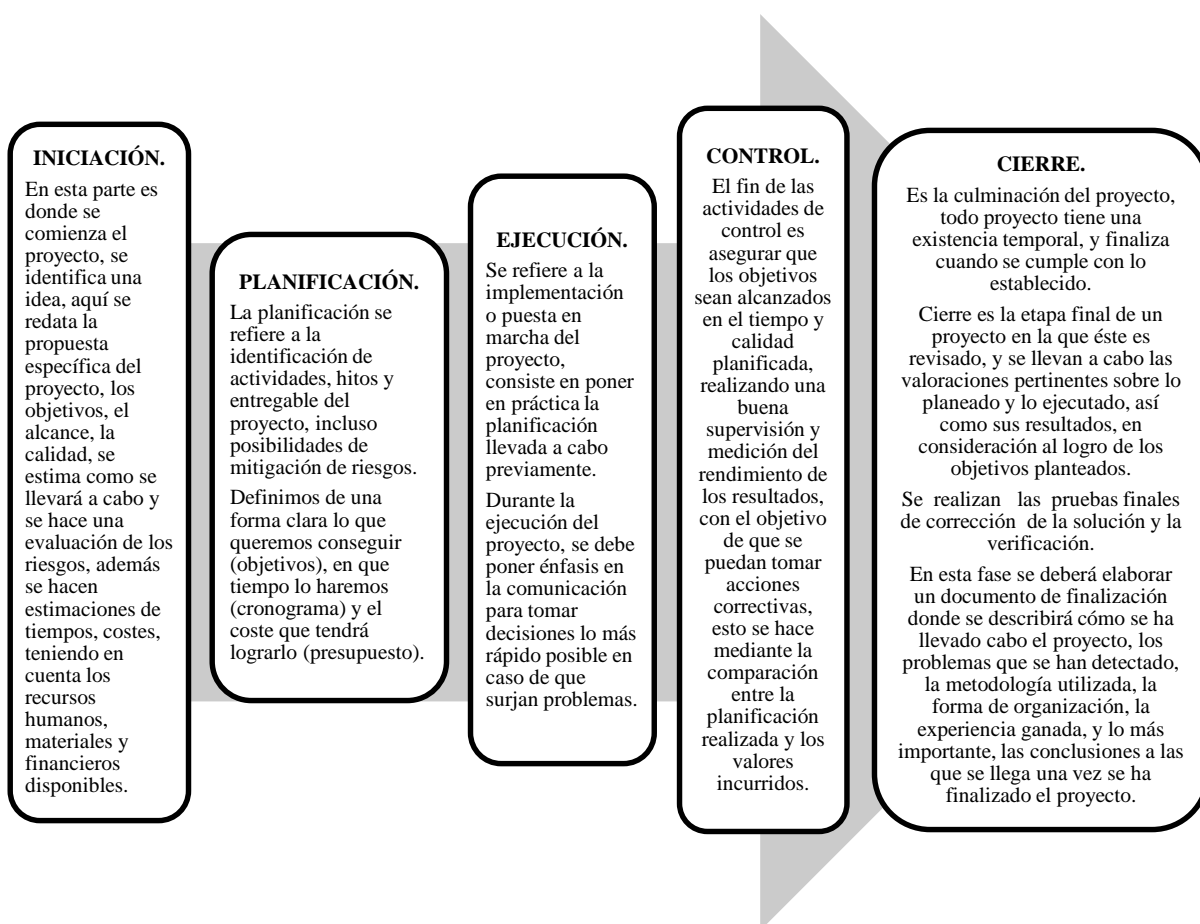 INICIACIÓN.
En esta parte es
donde se
comienza el
proyecto, se
identifica una
idea, aquí se
redata la
propuesta
específica del
proyecto, los
objetivos, el
alcance, la
calidad, se
estima como se
llevará a cabo y
se hace una
evaluación de los
riesgos, además
se hacen
estimaciones de
tiempos, costes,
teniendo en
cuenta los
recursos
humanos,
materiales y
financieros
disponibles.
PLANIFICACIÓN.
La planificación se
refiere a la
identificación de
actividades, hitos y
entregable del
proyecto, incluso
posibilidades de
mitigación de riesgos.
Definimos de una
forma clara lo que
queremos conseguir
(objetivos), en que
tiempo lo haremos
(cronograma) y el
coste que tendrá
lograrlo (presupuesto).
EJECUCIÓN.
Se refiere a la
implementación
o puesta en
marcha del
proyecto,
consiste en poner
en práctica la
planificación
llevada a cabo
previamente.
Durante la
ejecución del
proyecto, se debe
poner énfasis en
la comunicación
para tomar
decisiones lo más
rápido posible en
caso de que
surjan problemas.
CONTROL.
El fin de las
actividades de
control es
asegurar que
los objetivos
sean alcanzados
en el tiempo y
calidad
planificada,
realizando una
buena
supervisión y
medición del
rendimiento de
los resultados,
con el objetivo
de que se
puedan tomar
acciones
correctivas,
esto se hace
mediante la
comparación
entre la
planificación
realizada y los
valores
incurridos.
CIERRE.
Es la culminación del proyecto,
todo proyecto tiene una
existencia temporal, y finaliza
cuando se cumple con lo
establecido.
Cierre es la etapa final de un
proyecto en la que éste es
revisado, y se llevan a cabo las
valoraciones pertinentes sobre lo
planeado y lo ejecutado, así
como sus resultados, en
consideración al logro de los
objetivos planteados.
Se realizan las pruebas finales
de corrección de la solución y la
verificación.
En esta fase se deberá elaborar
un documento de finalización
donde se describirá cómo se ha
llevado cabo el proyecto, los
problemas que se han detectado,
la metodología utilizada, la
forma de organización, la
experiencia ganada, y lo más
importante, las conclusiones a las
que se llega una vez se ha
finalizado el proyecto.